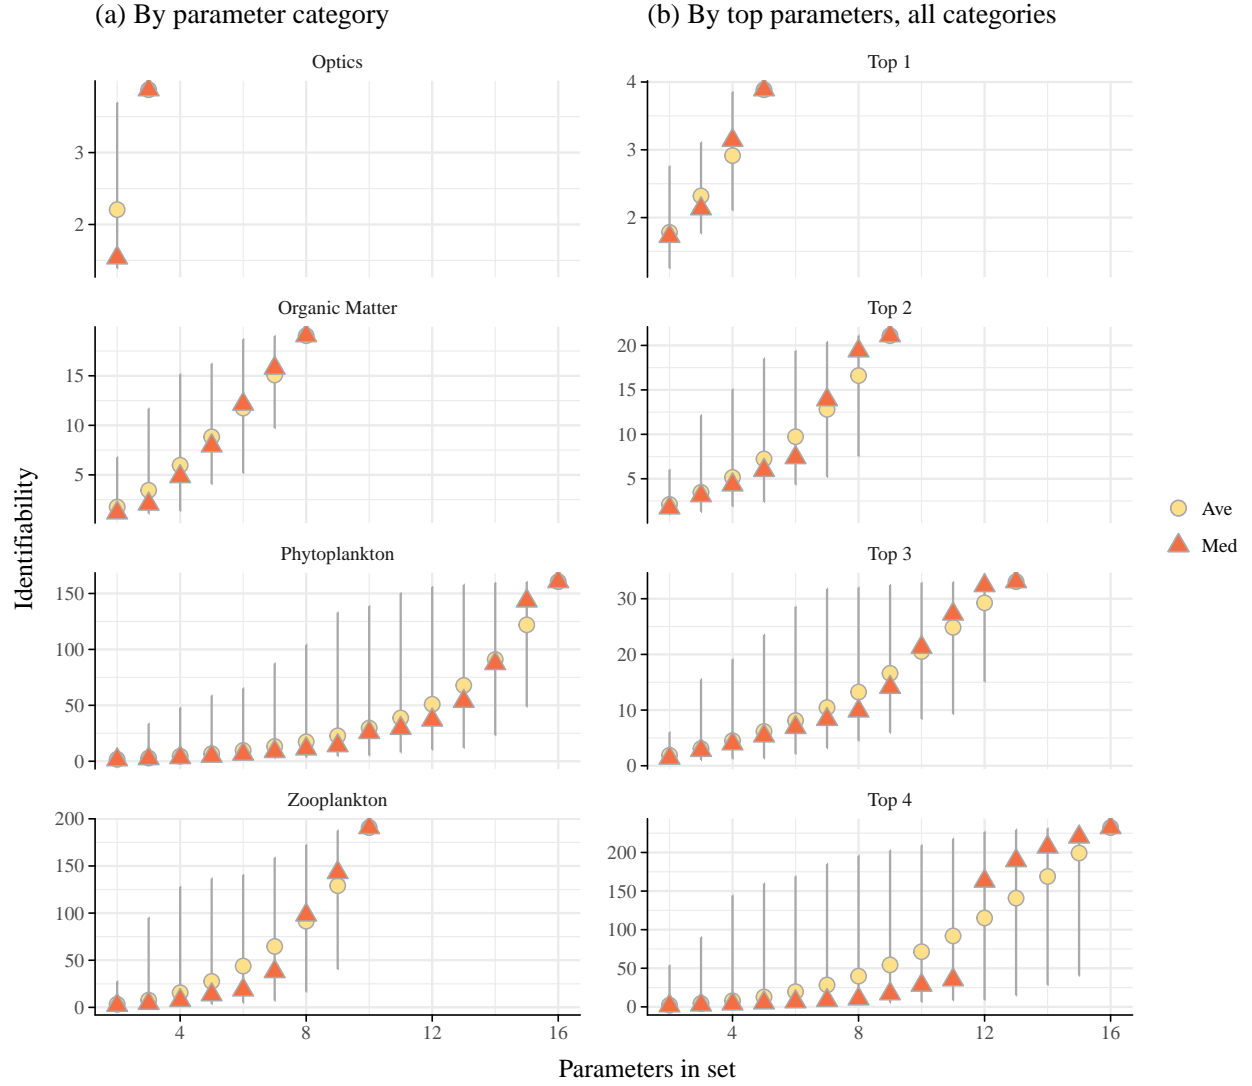 (a) By parameter category
(b) By top parameters, all categories
Optics
3
2
Top 1
4
3
2
Organic Matter
15
10
5
Top 2
20
15
10
5
Phytoplankton
150
100
50
0
Top 3
30
20
10
0
Zooplankton
200
150
100
50
0
4 8 12 16
Top 4
200
150
100
50
0
4 8 12 16
Identifiability
Parameters in set
Ave
Med